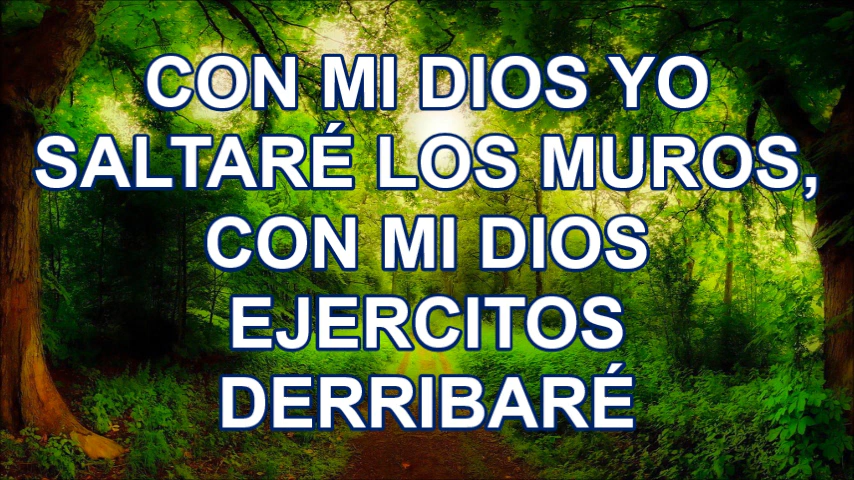 CON MI DIOS YO
SALTARÉ LOS MUROS,
CON MI DIOS
EJERCITOS
DERRIBARÉ